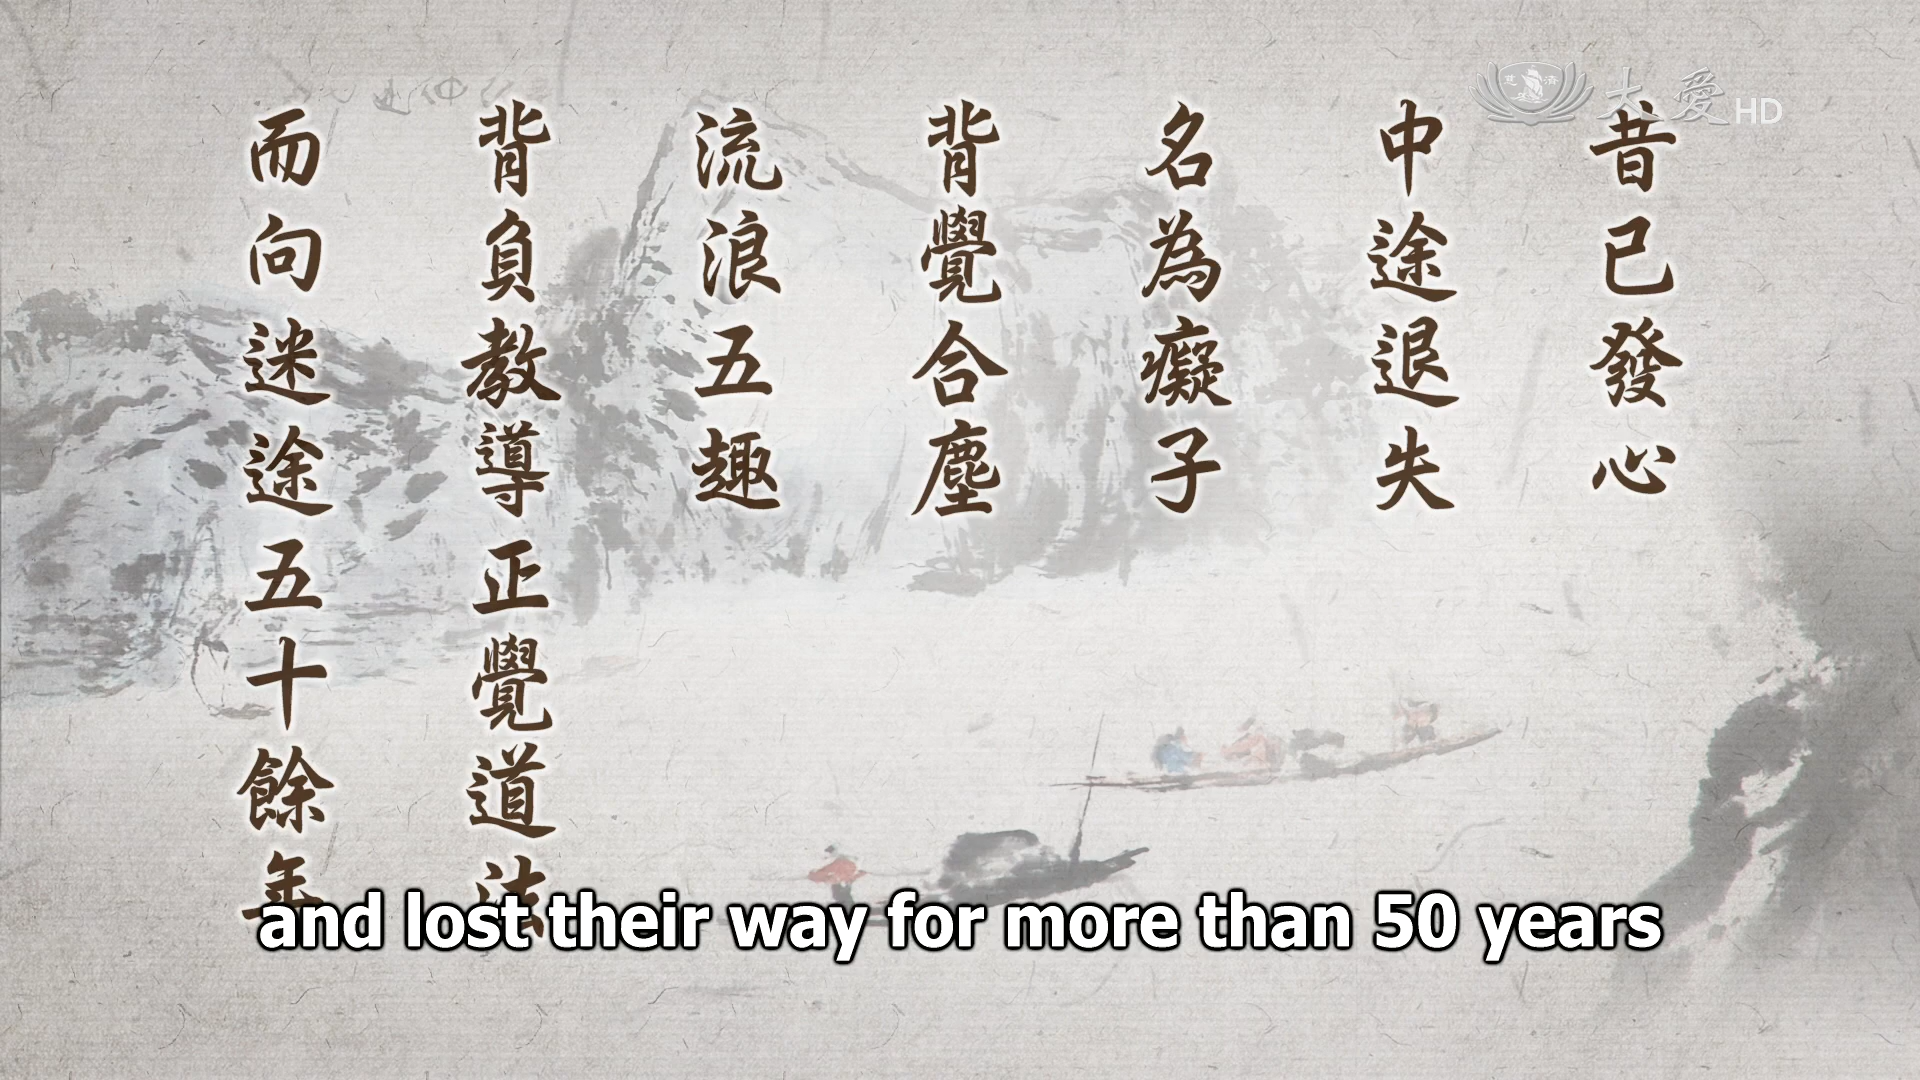 大愛HD
昔已發心
中途退失
名為癡子
背覺合塵
流浪五趣
背負教導正覺道法
而向迷途五十餘年
and lost their way for more than 50 years